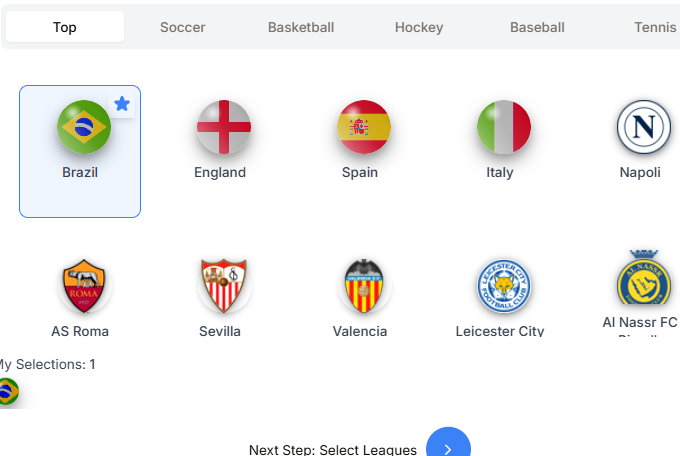 Top Soccer Basketball Hockey Baseball Tennis
Brazil England Spain Italy Napoli
N
ROMA
VALENCIA C.F.
LEICESTER CITY
FOOTBALL CLUB
AL NASSR
AS Roma Sevilla Valencia Leicester City Al Nassr FC
My Selections: 1
Next Step: Select Leagues